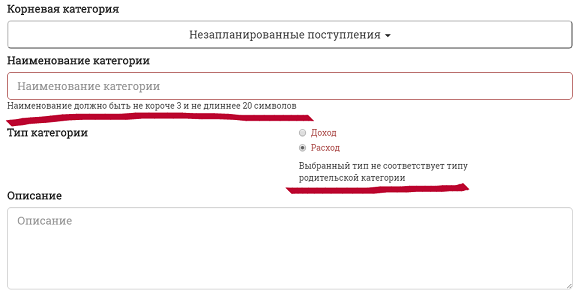 Корневая категория
Незапланированные поступления
Наименование категории
Наименование категории
Наименование должно быть не короче 3 и не длиннее 20 символов
Тип категории
Доход
Расход
Выбранный тип не соответствует типу
родительской категории
Описание
Описание